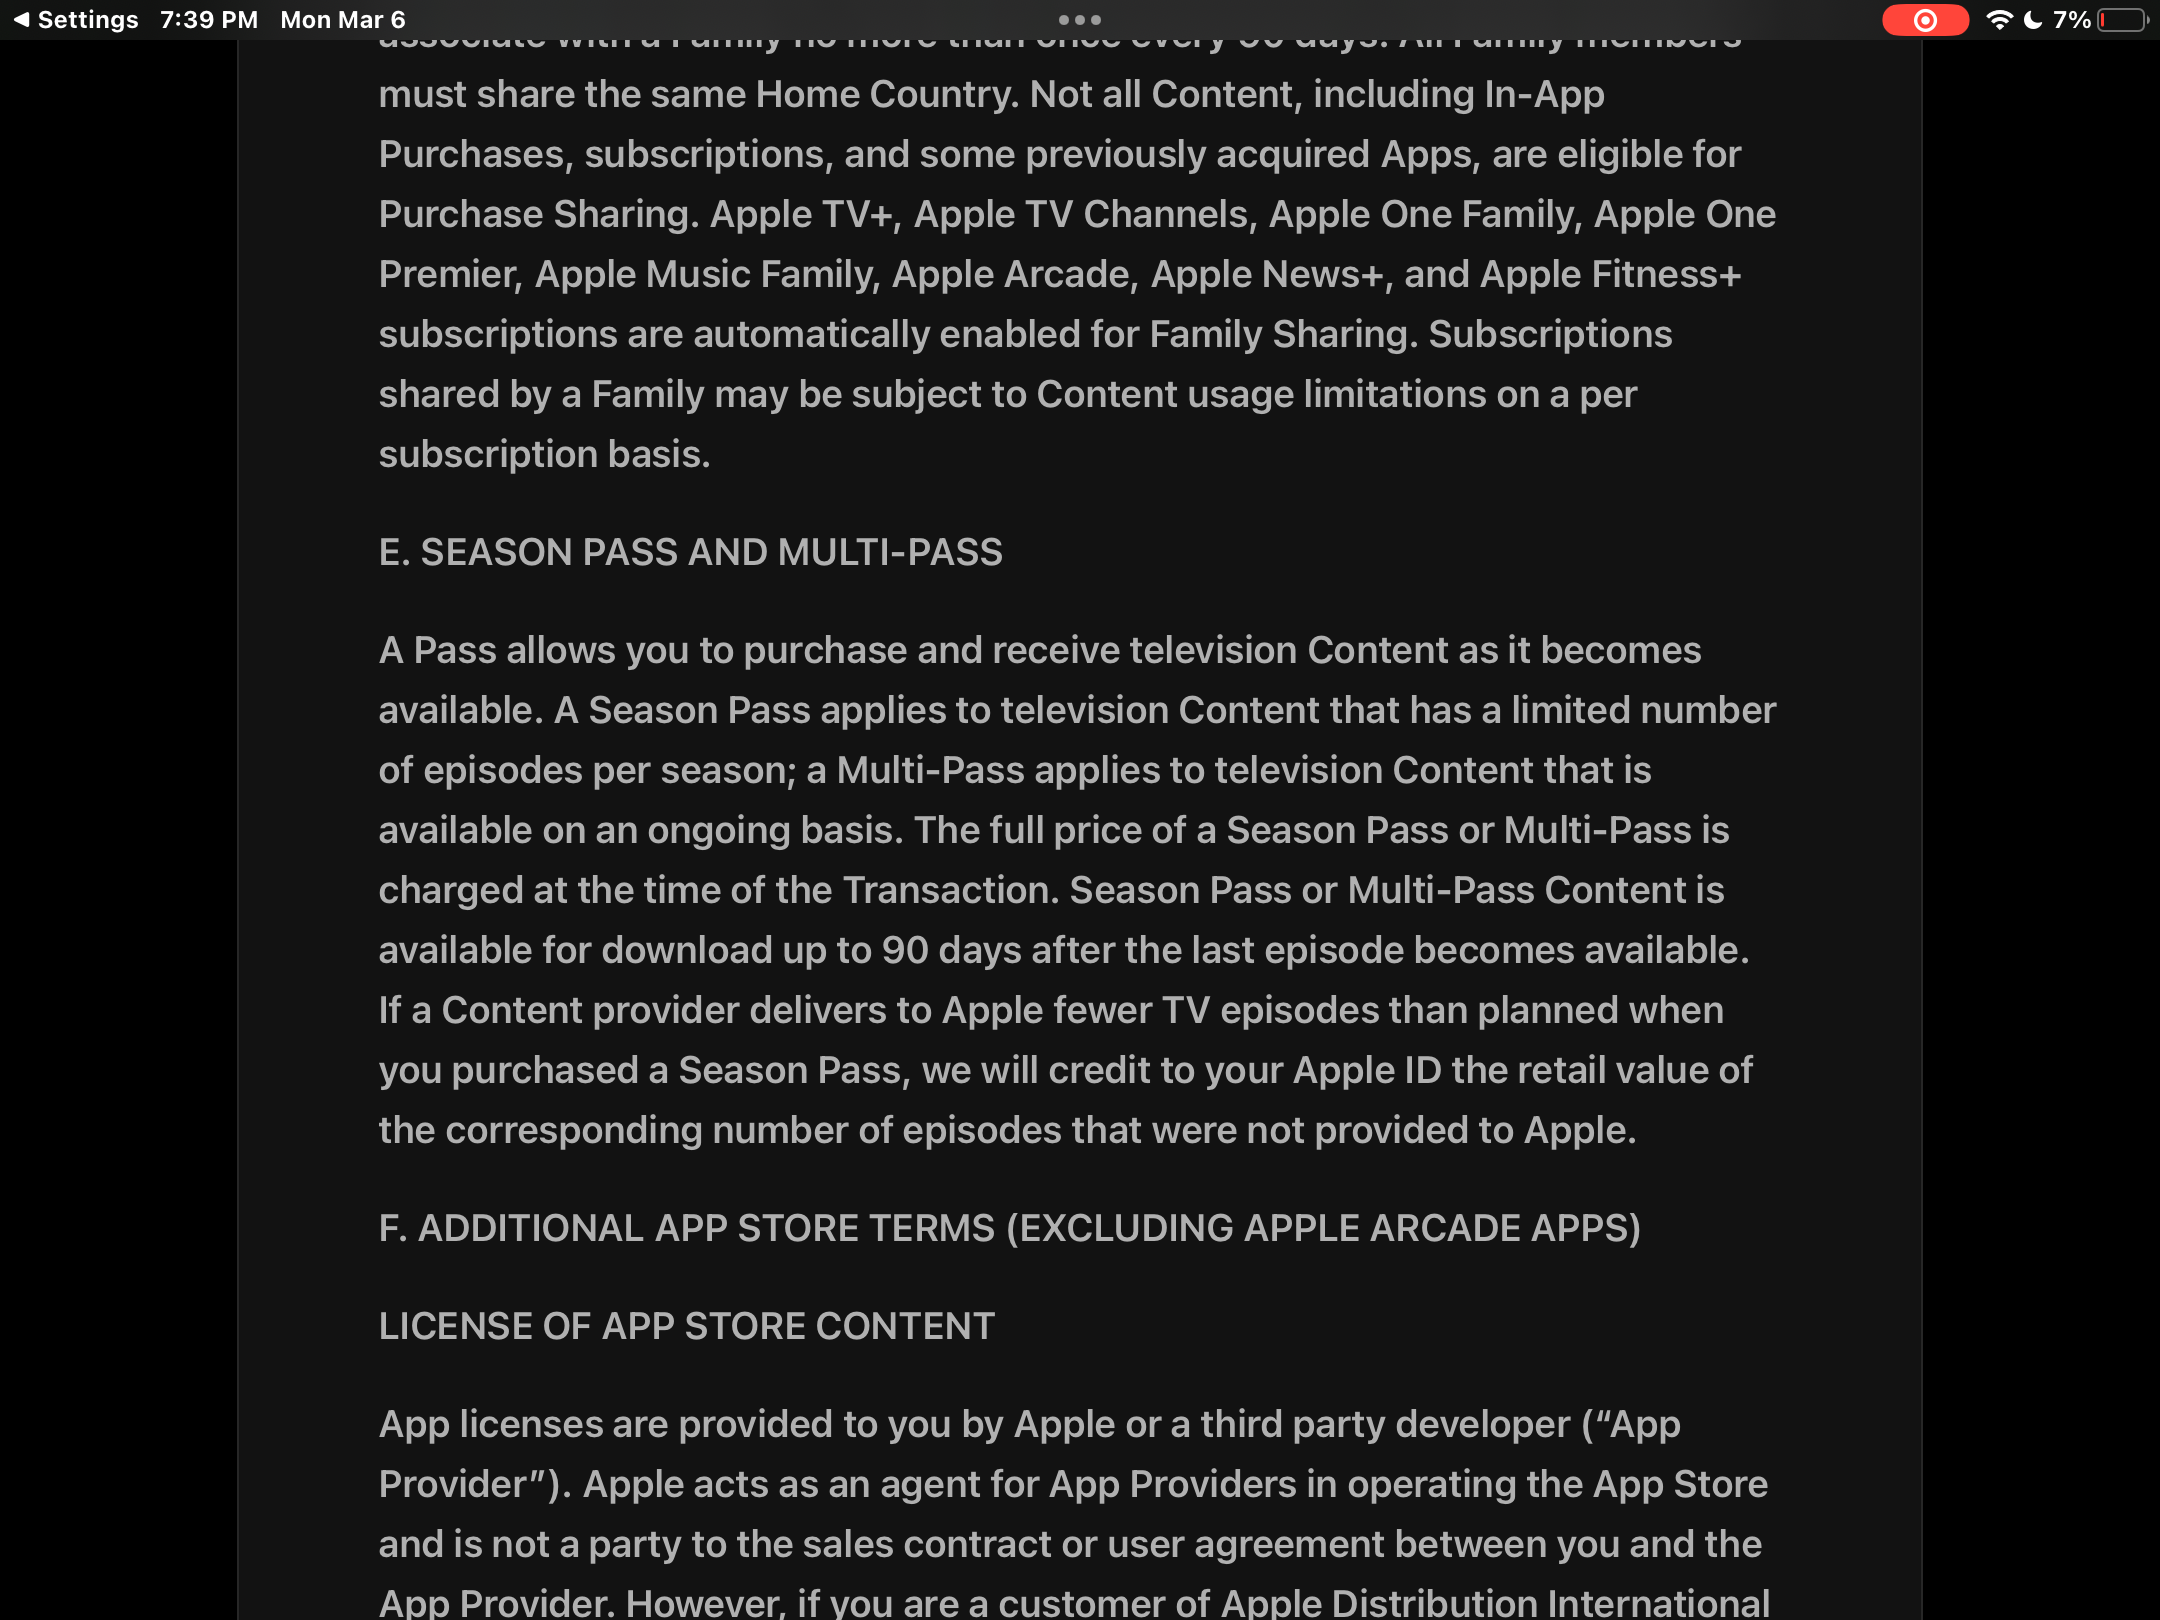 ◀ Settings 7:39 PM Mon Mar 6 7%
associate with a Family no more than once every 90 days. All Family members
must share the same Home Country. Not all Content, including In-App
Purchases, subscriptions, and some previously acquired Apps, are eligible for
Purchase Sharing. Apple TV+, Apple TV Channels, Apple One Family, Apple One
Premier, Apple Music Family, Apple Arcade, Apple News+, and Apple Fitness+
subscriptions are automatically enabled for Family Sharing. Subscriptions
shared by a Family may be subject to Content usage limitations on a per
subscription basis.
E. SEASON PASS AND MULTI-PASS
A Pass allows you to purchase and receive television Content as it becomes
available. A Season Pass applies to television Content that has a limited number
of episodes per season; a Multi-Pass applies to television Content that is
available on an ongoing basis. The full price of a Season Pass or Multi-Pass is
charged at the time of the Transaction. Season Pass or Multi-Pass Content is
available for download up to 90 days after the last episode becomes available.
If a Content provider delivers to Apple fewer TV episodes than planned when
you purchased a Season Pass, we will credit to your Apple ID the retail value of
the corresponding number of episodes that were not provided to Apple.
F. ADDITIONAL APP STORE TERMS (EXCLUDING APPLE ARCADE APPS)
LICENSE OF APP STORE CONTENT
App licenses are provided to you by Apple or a third party developer (“App
Provider”). Apple acts as an agent for App Providers in operating the App Store
and is not a party to the sales contract or user agreement between you and the
App Provider. However, if you are a customer of Apple Distribution International